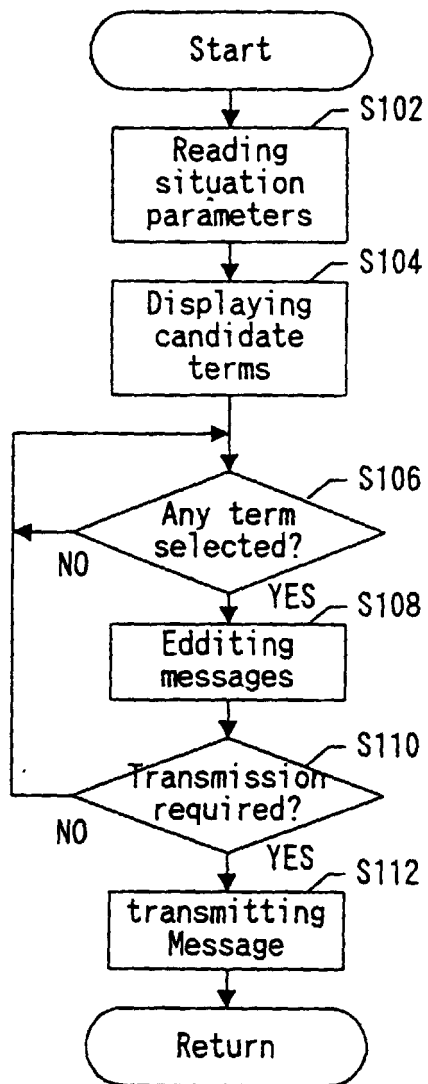 Start
S102
Reading
situation
parameters
S104
Displaying
candidate
terms
S106
Any term
selected?
NO
YES
S108
Edditing
messages
S110
Transmission
required?
NO
YES
S112
transmitting
Message
Return